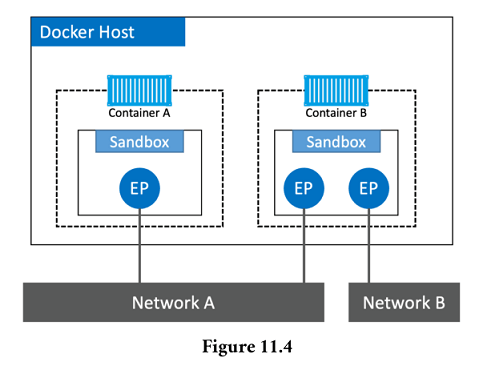 Docker Host
Container A
Container B
Sandbox
Sandbox
EP
EP
EP
Network A
Network B
Figure 11.4